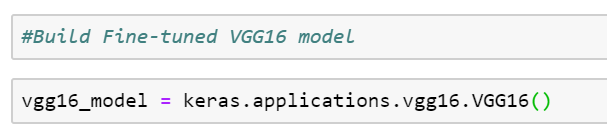 #Build Fine-tuned VGG16 model
vgg16_model = keras.applications.vgg16.VGG16()